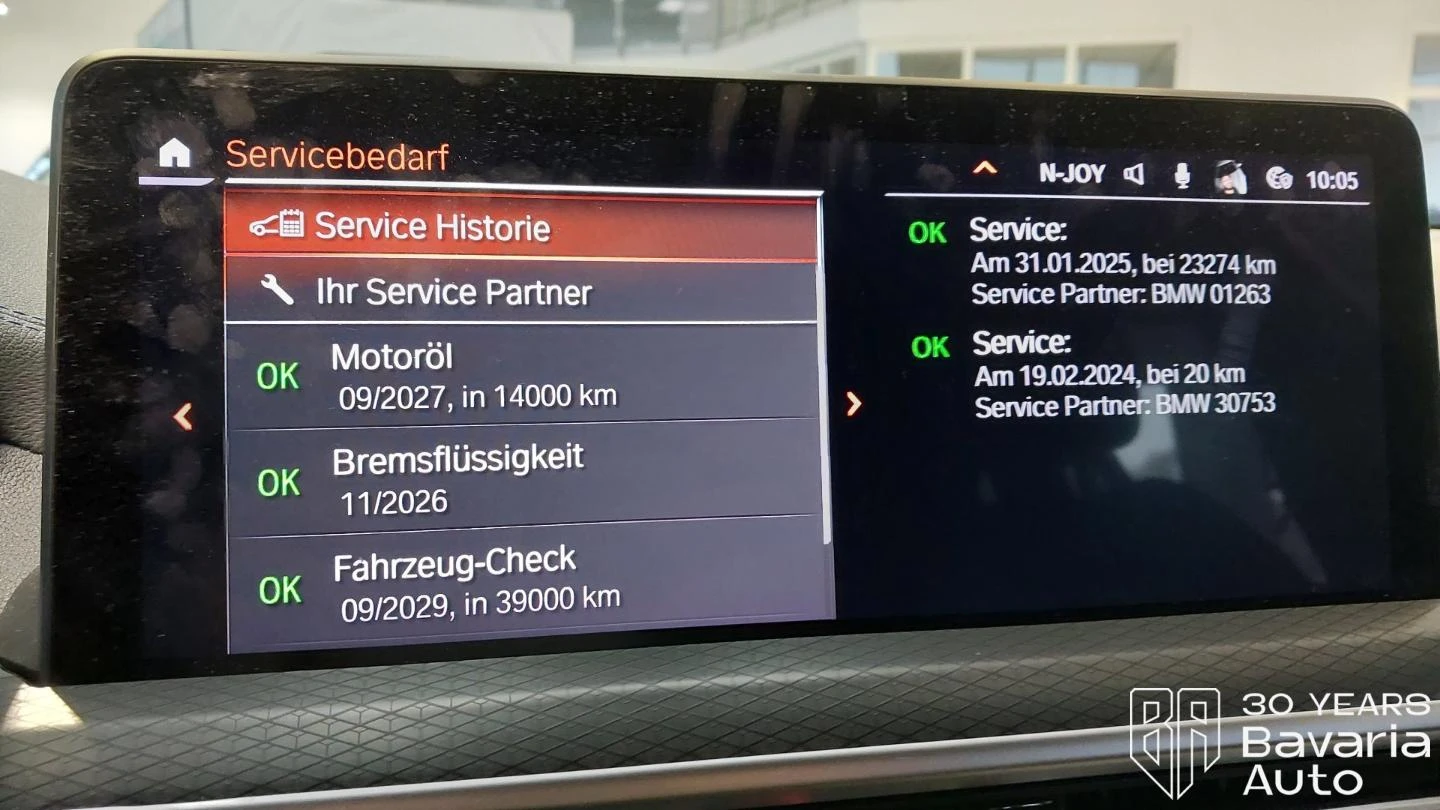 Servicebedarf
N-JOY 10:05
Service Historie
Ihr Service Partner
OK Motoröl
09/2027, in 14000 km
OK Bremsflüssigkeit
11/2026
OK Fahrzeug-Check
09/2029, in 39000 km
OK Service:
Am 31.01.2025, bei 23274 km
Service Partner: BMW 01263
OK Service:
Am 19.02.2024, bei 20 km
Service Partner: BMW 30753
BA
30 YEARS
Bavaria
Auto